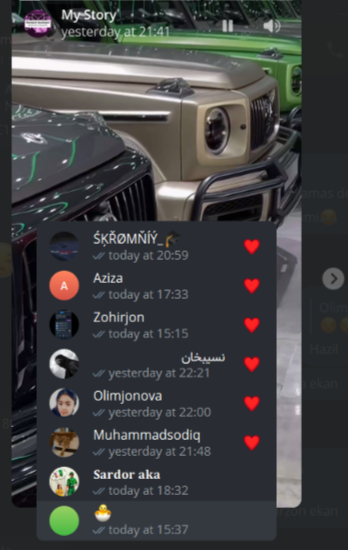 My Story
yesterday at 21:41
ŚĶŘØMŇÍÝ_🎓
today at 20:59
A
Aziza
today at 17:33
Zohirjon
today at 15:15
نسیبخان
yesterday at 22:21
Olimjonova
yesterday at 22:00
Muhammadsodiq
yesterday at 21:48
Sardor aka
today at 18:32
🐣
today at 15:37